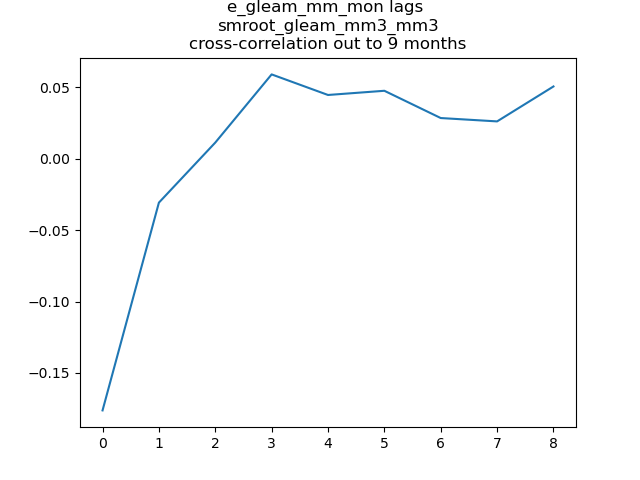 e_gleam_mm_mon lags
smroot_gleam_mm3_mm3
cross-correlation out to 9 months
0.05
0.00
−0.05
−0.10
−0.15
0 1 2 3 4 5 6 7 8